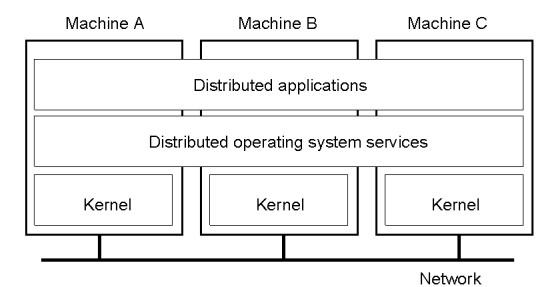 Machine A
Machine B
Machine C
Distributed applications
Distributed operating system services
Kernel
Kernel
Kernel
Network